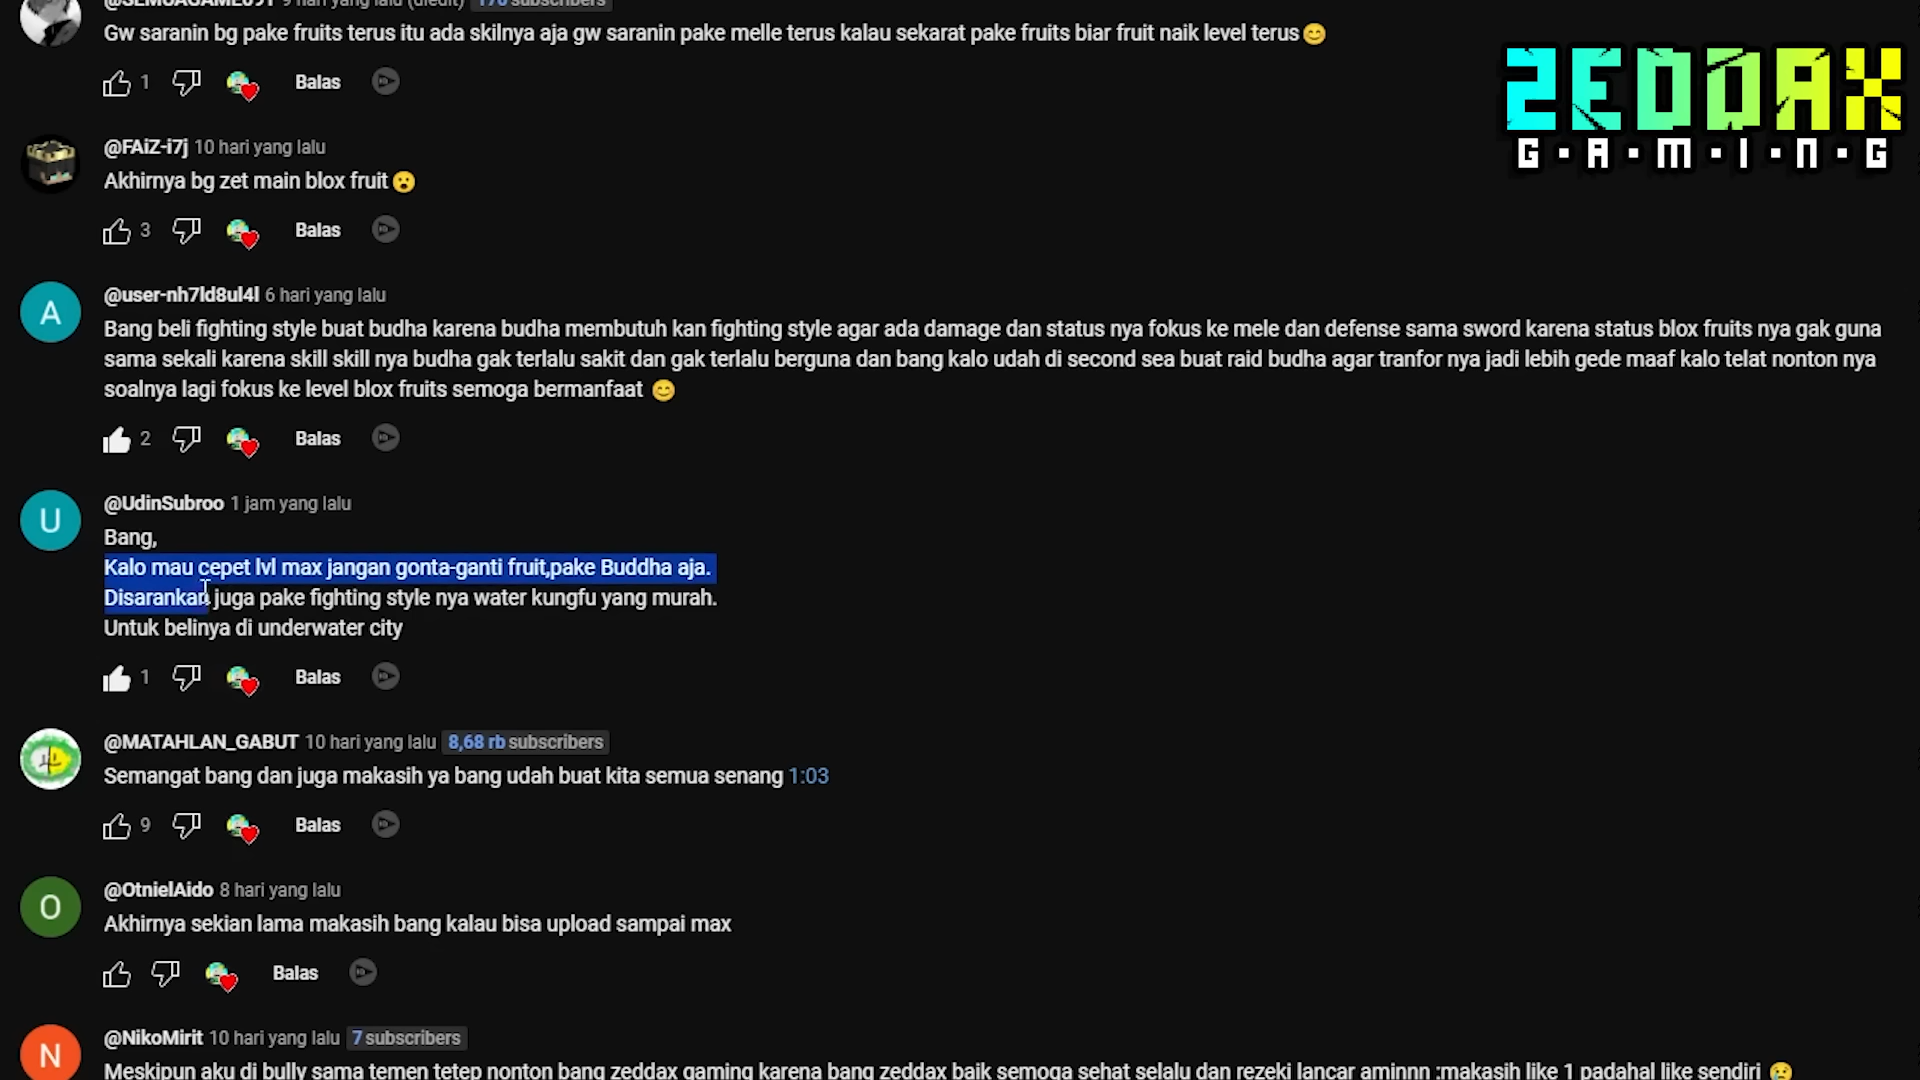 @SEMUAGAME691 9 hari yang lalu (diedit) 176 subscribers
Gw saranin bg pake fruits terus itu ada skilnya aja gw saranin pake melle terus kalau sekarat pake fruits biar fruit naik level terus😊
1 Balas
@FAiZ-i7j 10 hari yang lalu
Akhirnya bg zet main blox fruit😮
3 Balas
@user-nh7ld8ul4l 6 hari yang lalu
Bang beli fighting style buat budha karena budha membutuh kan fighting style agar ada damage dan status nya fokus ke mele dan defense sama sword karena status blox fruits nya gak guna
sama sekali karena skill skill nya budha gak terlalu sakit dan gak terlalu berguna dan bang kalo udah di second sea buat raid budha agar tranfor nya jadi lebih gede maaf kalo telat nonton nya
soalnya lagi fokus ke level blox fruits semoga bermanfaat 😊
2 Balas
@UdinSubroo 1 jam yang lalu
Bang,
Kalo mau cepet lvl max jangan gonta-ganti fruit,pake Buddha aja.
Disarankan juga pake fighting style nya water kungfu yang murah.
Untuk belinya di underwater city
1 Balas
@MATAHLAN_GABUT 10 hari yang lalu 8,68 rb subscribers
Semangat bang dan juga makasih ya bang udah buat kita semua senang 1:03
9 Balas
@OtnielAido 8 hari yang lalu
Akhirnya sekian lama makasih bang kalau bisa upload sampai max
Balas
@NikoMirit 10 hari yang lalu 7 subscribers
Meskipun aku di bully sama temen tetep nonton bang zeddax gaming karena bang zeddax baik semoga sehat selalu dan rezeki lancar aminnn :makasih like 1 padahal like sendiri 😢
ZEDDAX
G·A·M·I·N·G
A
U
O
N